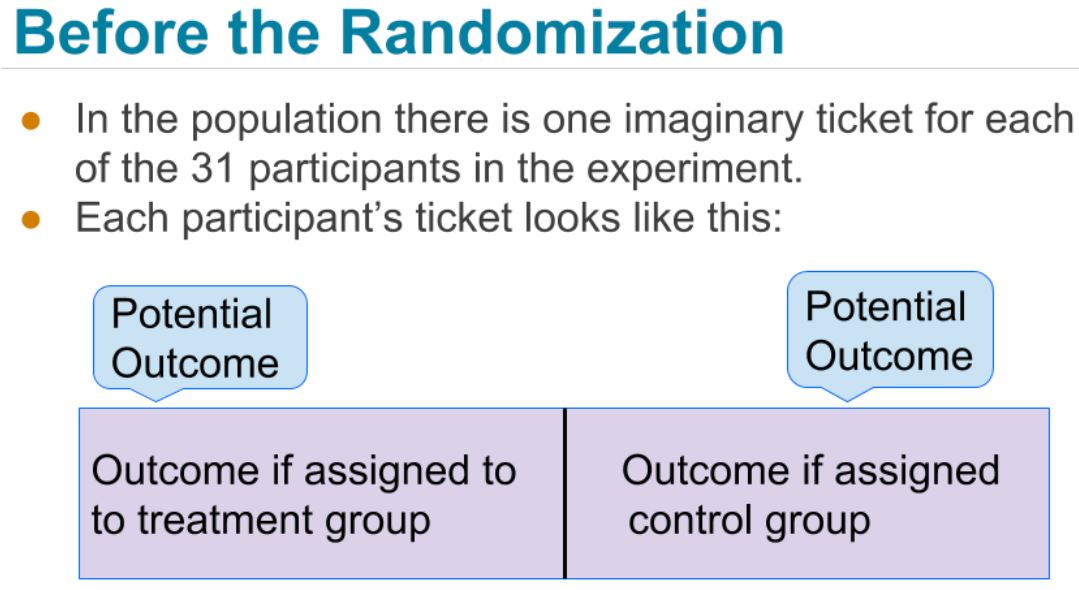 Before the Randomization
● In the population there is one imaginary ticket for each
of the 31 participants in the experiment.
● Each participant’s ticket looks like this:
Potential
Outcome
Potential
Outcome
Outcome if assigned to
to treatment group
Outcome if assigned
control group